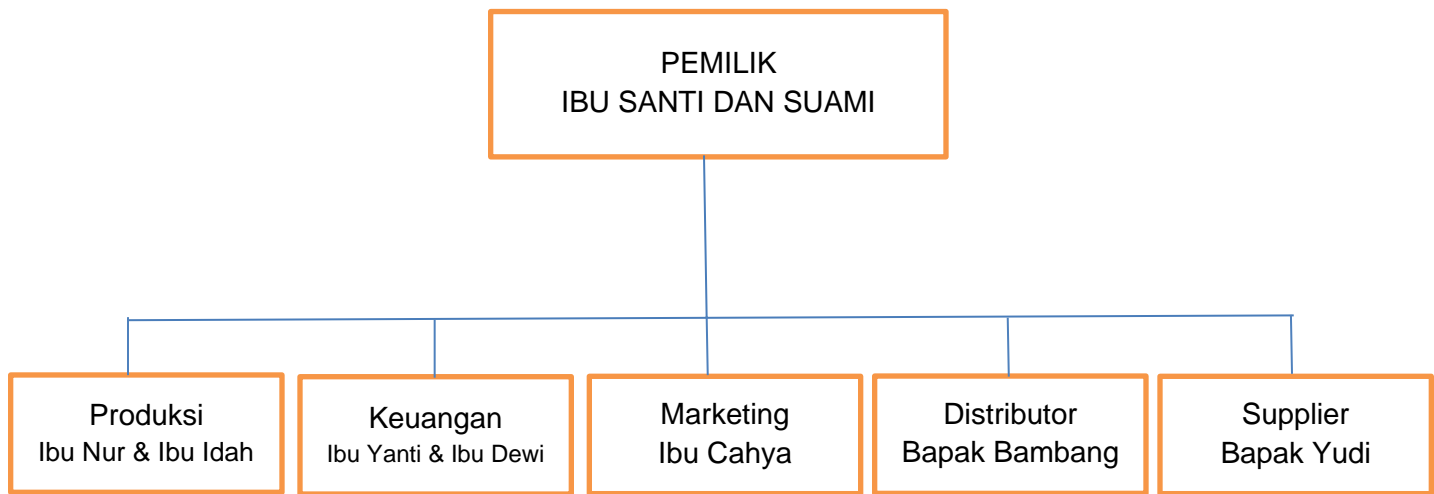 PEMILIK
IBU SANTI DAN SUAMI
Produksi
Ibu Nur & Ibu Idah
Keuangan
Ibu Yanti & Ibu Dewi
Marketing
Ibu Cahya
Distributor
Bapak Bambang
Supplier
Bapak Yudi